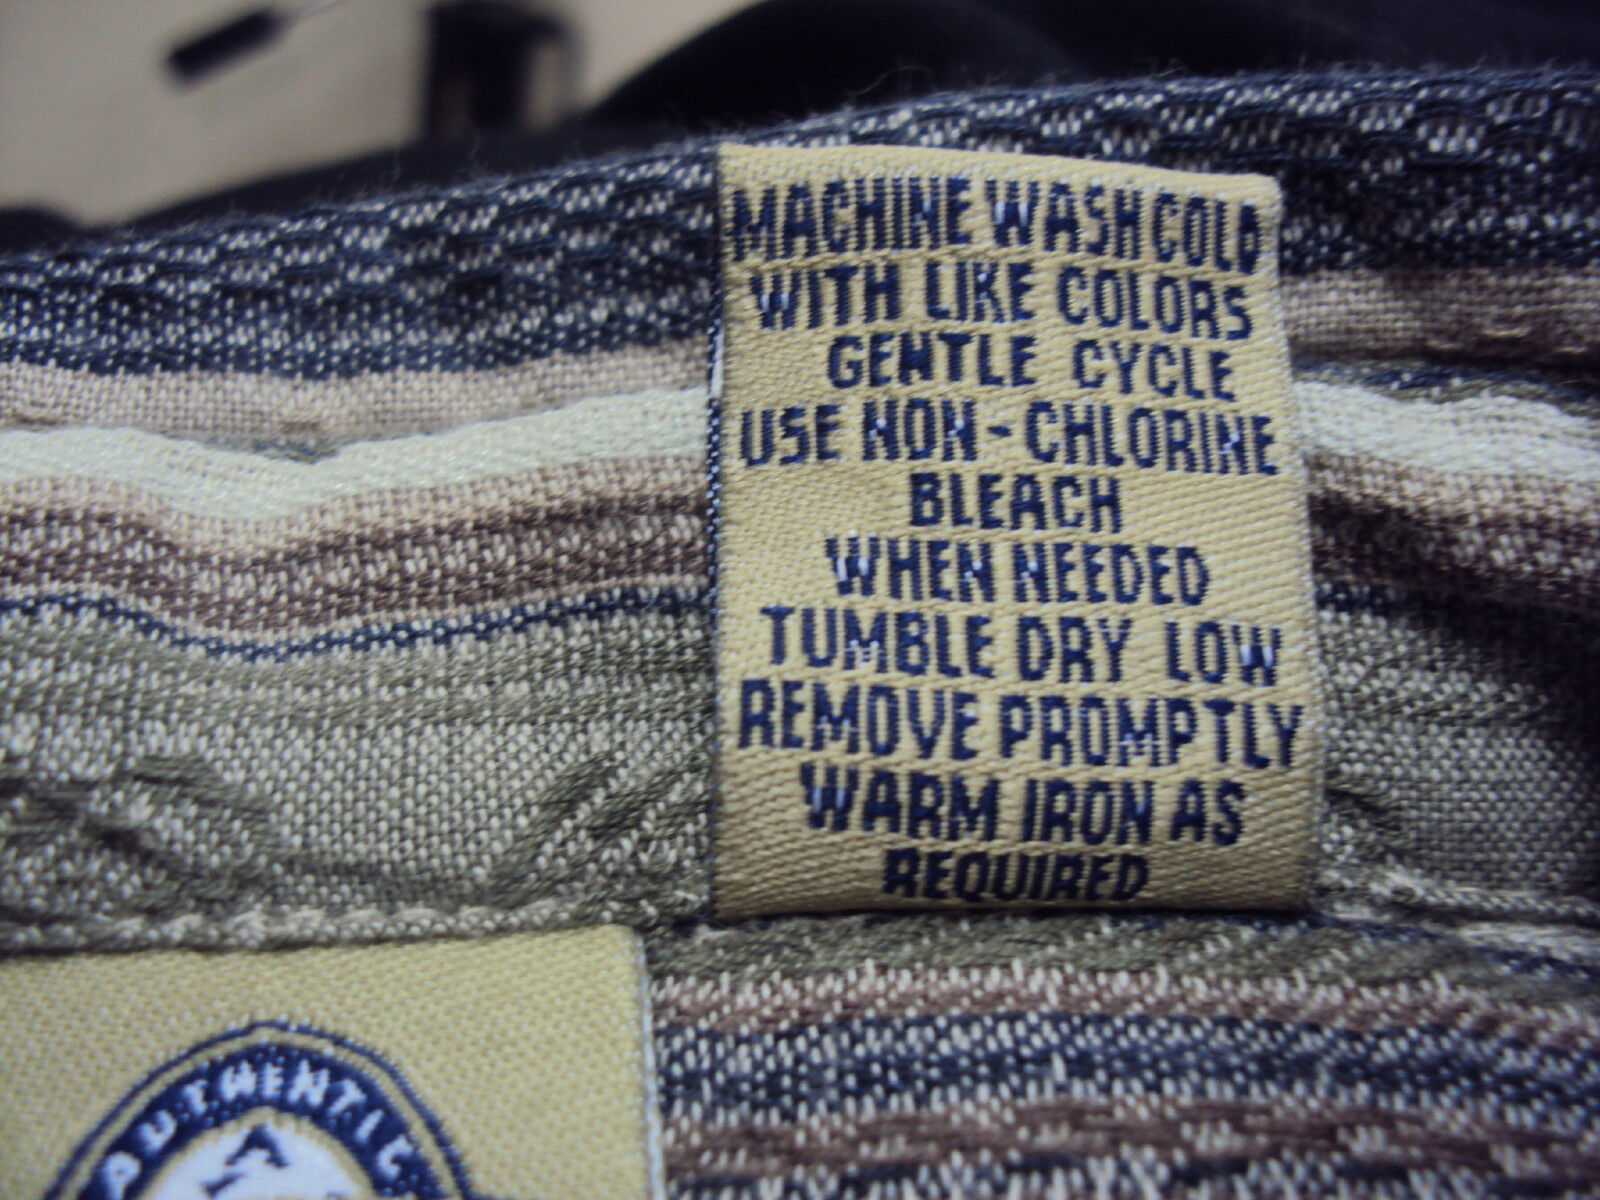 MACHINE WASH COLD
WITH LIKE COLORS
GENTLE CYCLE
USE NON-CHLORINE
BLEACH
WHEN NEEDED
TUMBLE DRY LOW
REMOVE PROMPTLY
WARM IRON AS
REQUIRED
AUTHENTIC